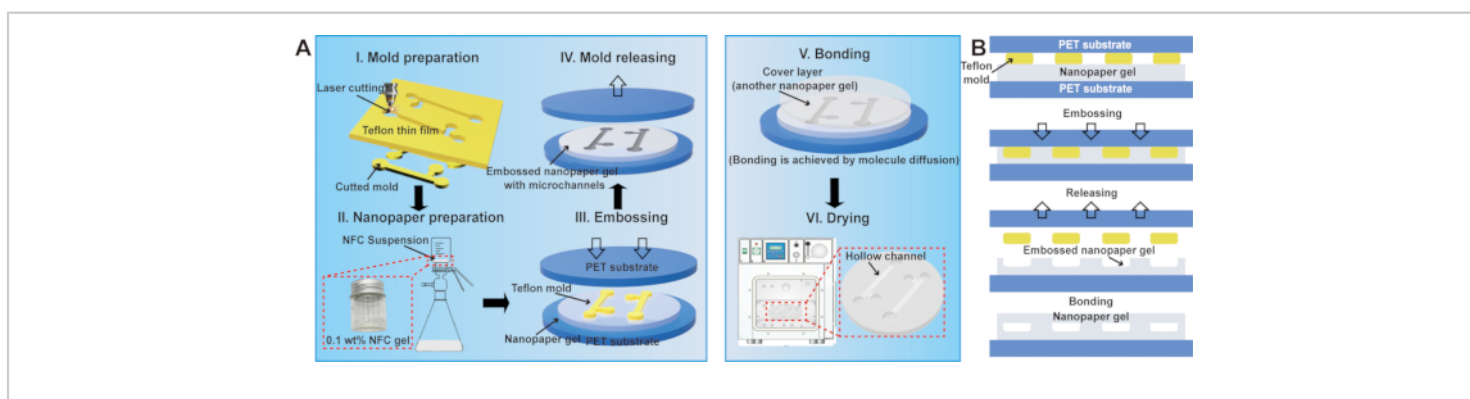 A
I. Mold preparation
Laser cutting
Teflon thin film
Cutted mold
II. Nanopaper preparation
NFC Suspension
0.1 wt% NFC gel
IV. Mold releasing
Embossed nanopaper gel
with microchannels
III. Embossing
PET substrate
Teflon mold
Nanopaper gel
PET substrate
V. Bonding
Cover layer
(another nanopaper gel)
(Bonding is achieved by molecule diffusion)
VI. Drying
Hollow channel
B
PET substrate
Teflon
mold
Nanopaper gel
PET substrate
Embossing
Releasing
Embossed nanopaper gel
Bonding
Nanopaper gel